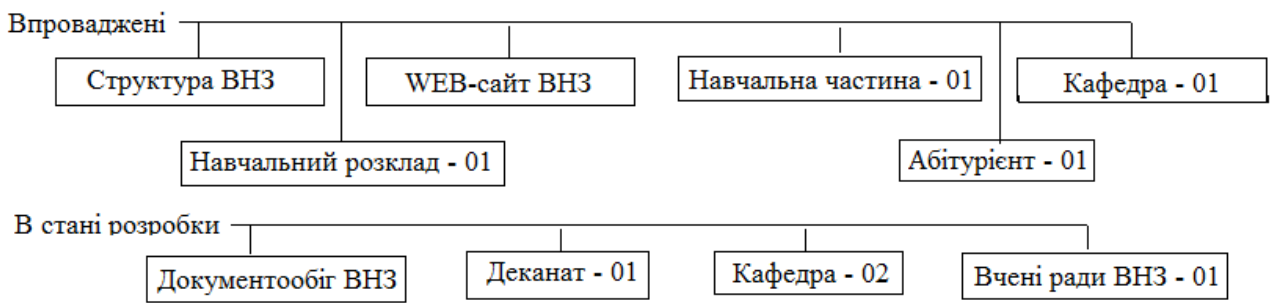 Впроваджені
Структура ВНЗ
WEB-сайт ВНЗ
Навчальна частина - 01
Кафедра - 01
Навчальний розклад - 01
Абітурієнт - 01
В стані розробки
Документообіг ВНЗ
Деканат - 01
Кафедра - 02
Вчені ради ВНЗ - 01